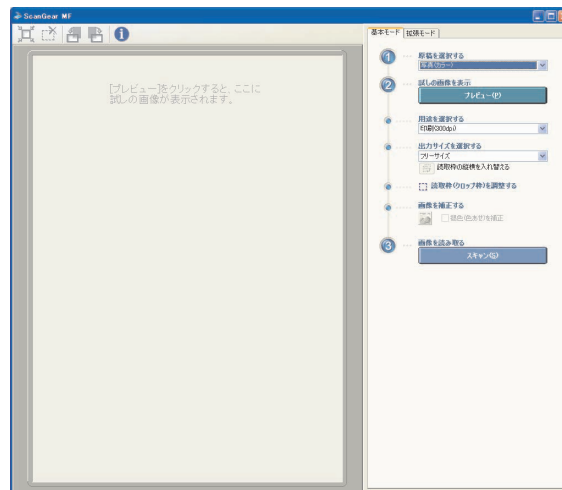 ScanGear MF
基本モード 拡張モード
[プレビュー]をクリックすると、ここに
試しの画像が表示されます。
1 原稿を選択する
写真(カラー)
2 試しの画像を表示
プレビュー(P)
用途を選択する
印刷(300dpi)
出力サイズを選択する
フリーサイズ
読取枠の縦横を入れ替える
読取枠(クロップ枠)を調整する
画像を補正する
褪色(色あせ)を補正
3 画像を読み取る
スキャン(S)